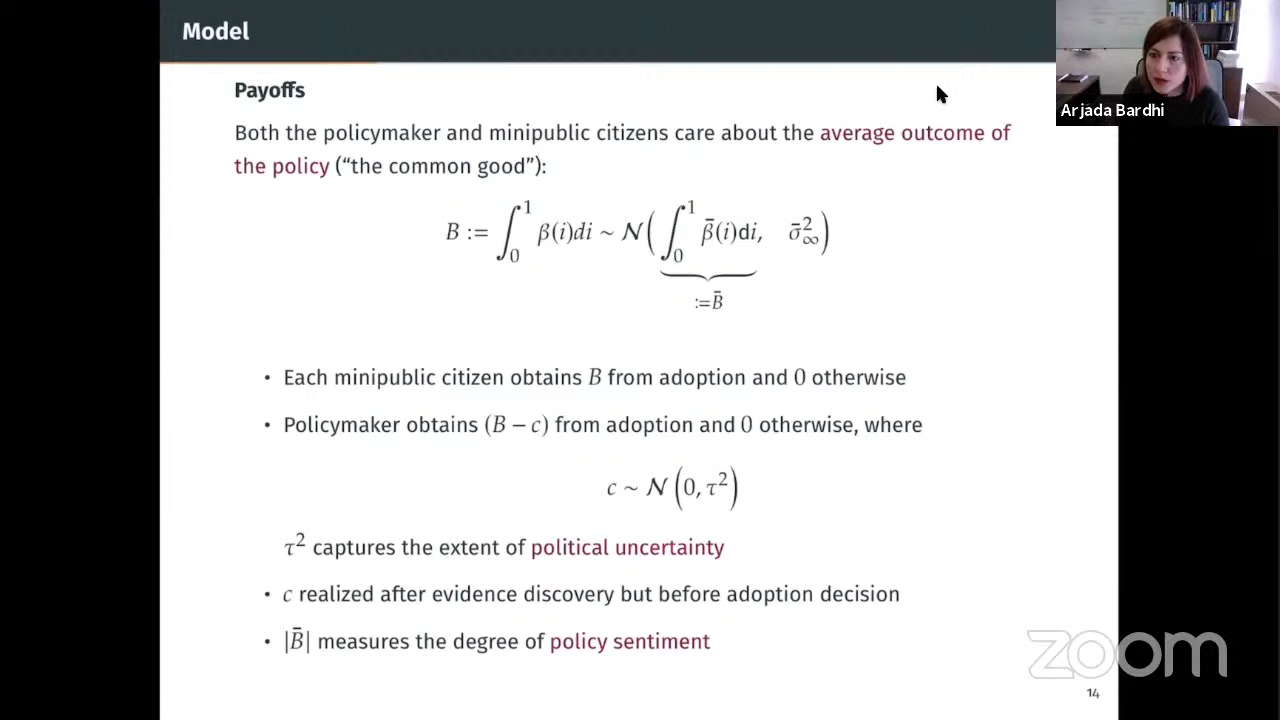 Model
Arjada Bardhi
Payoffs
Both the policymaker and minipublic citizens care about the average outcome of
the policy (“the common good”):
B := ∫₀¹ β(i)di ~ 𝒩( ∫₀¹ β̄(i)di, σ̄²∞ )
:=B̄
• Each minipublic citizen obtains B from adoption and 0 otherwise
• Policymaker obtains (B − c) from adoption and 0 otherwise, where
c ~ 𝒩(0, τ²)
τ² captures the extent of political uncertainty
• c realized after evidence discovery but before adoption decision
• |B̄| measures the degree of policy sentiment
zoom
14